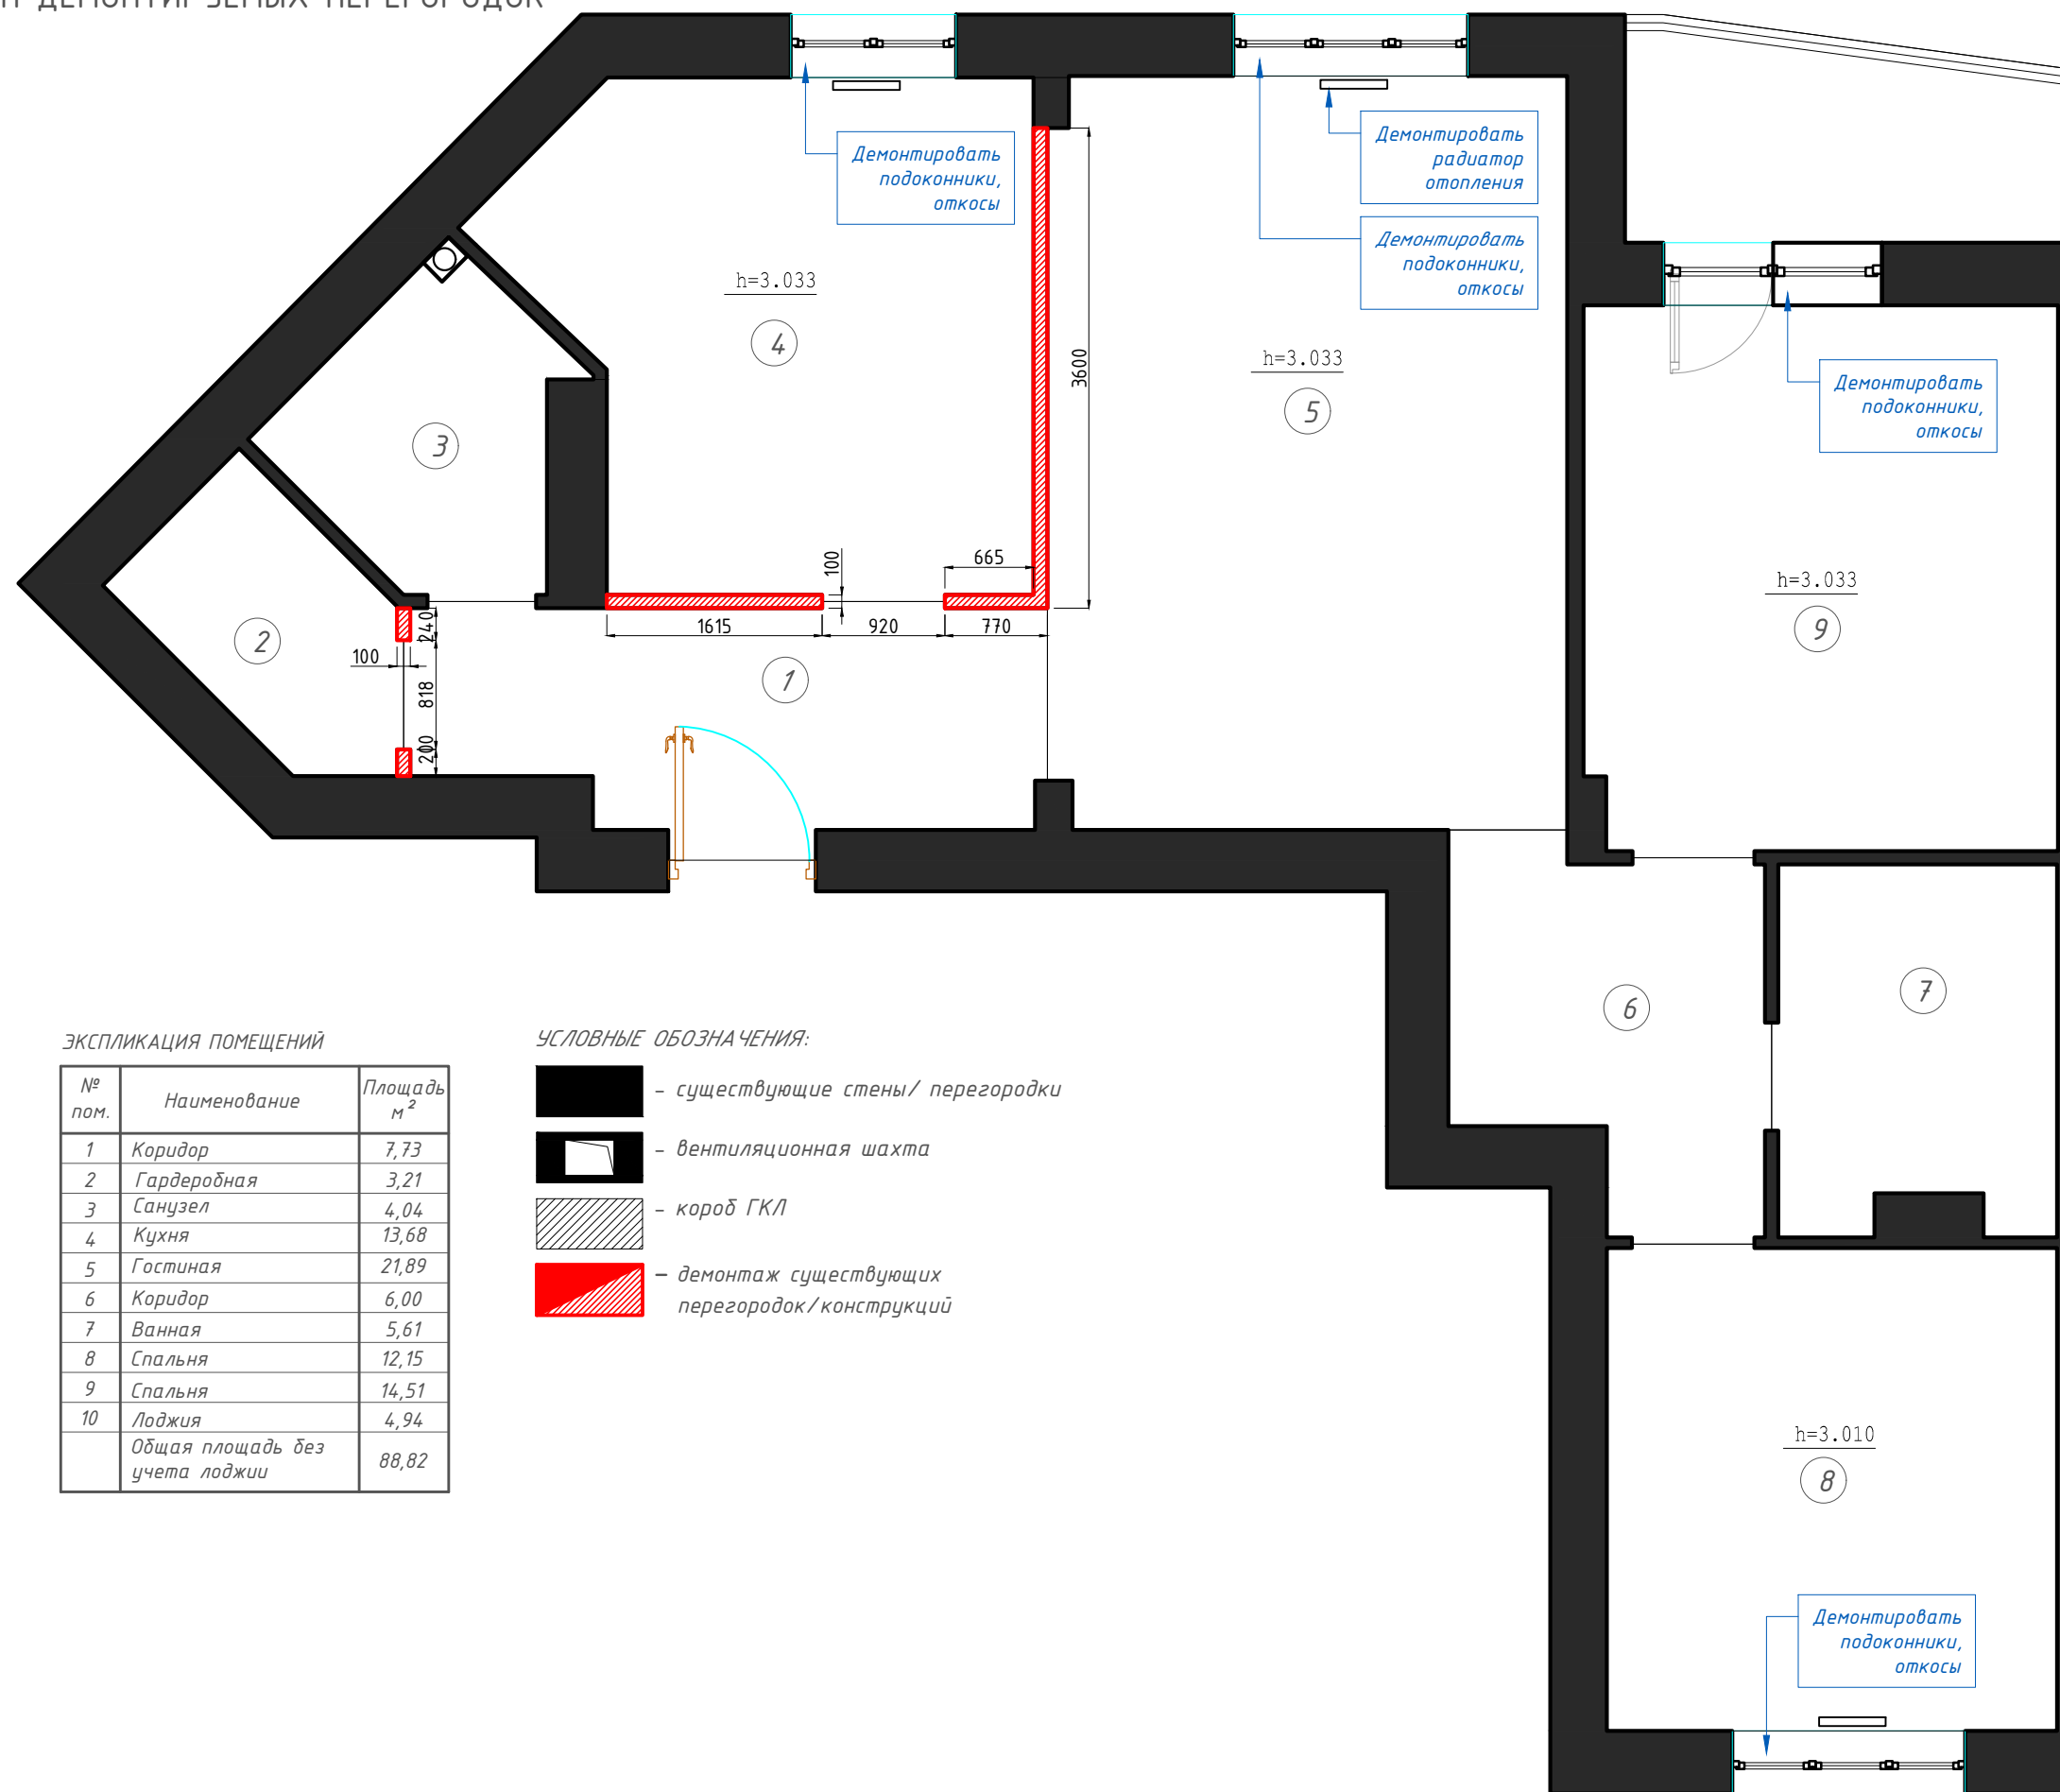 ДЕМОНТИРУЕМЫХ ПЕРЕГОРОДОК
Демонтировать
подоконники,
откосы
Демонтировать
радиатор
отопления
Демонтировать
подоконники,
откосы
h=3.033
4
h=3.033
5
3600
Демонтировать
подоконники,
откосы
3
h=3.033
9
100
665
1615
920
770
240
100
818
200
2
1
6
7
ЭКСПЛИКАЦИЯ ПОМЕЩЕНИЙ
№ пом. Наименование Площадь м²
1 Коридор 7,73
2 Гардеробная 3,21
3 Санузел 4,04
4 Кухня 13,68
5 Гостиная 21,89
6 Коридор 6,00
7 Ванная 5,61
8 Спальня 12,15
9 Спальня 14,51
10 Лоджия 4,94
Общая площадь без
учета лоджии 88,82
УСЛОВНЫЕ ОБОЗНАЧЕНИЯ:
- существующие стены/ перегородки
- вентиляционная шахта
- короб ГКЛ
- демонтаж существующих
перегородок/конструкций
h=3.010
8
Демонтировать
подоконники,
откосы